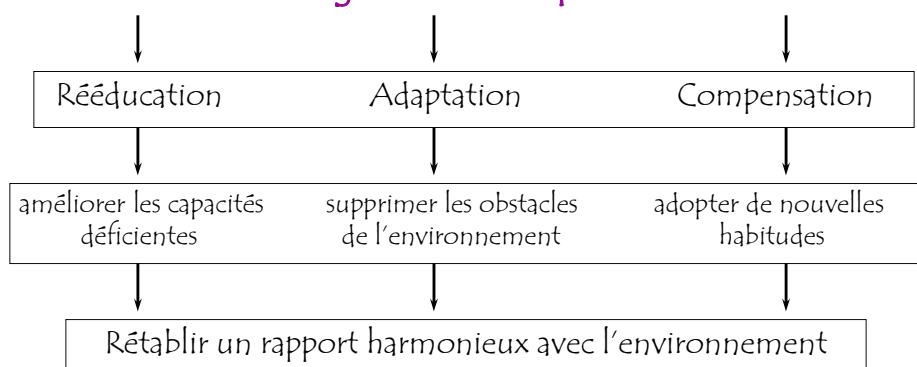 Rééducation Adaptation Compensation
améliorer les capacités déficientes
supprimer les obstacles de l'environnement
adopter de nouvelles habitudes
Rétablir un rapport harmonieux avec l'environnement